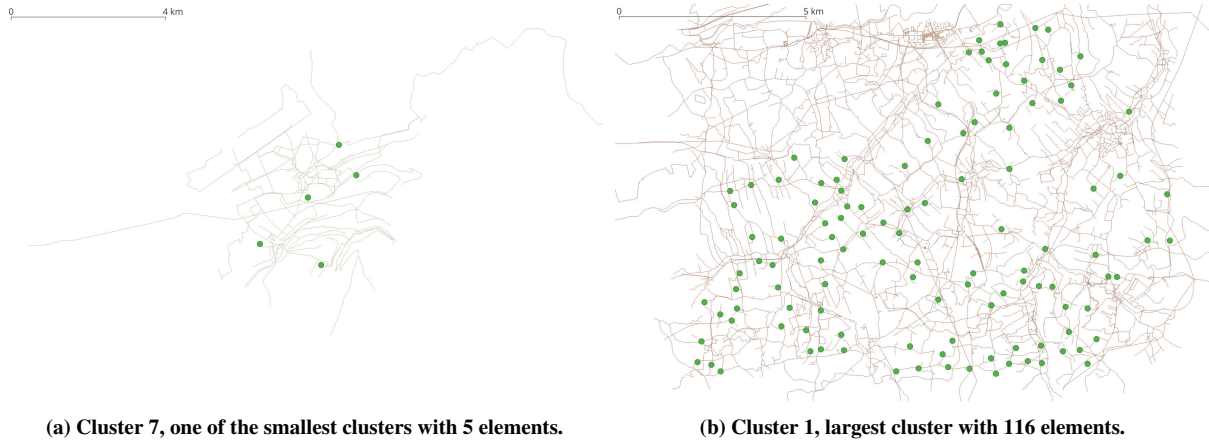 0 4 km
0 5 km
(a) Cluster 7, one of the smallest clusters with 5 elements.
(b) Cluster 1, largest cluster with 116 elements.